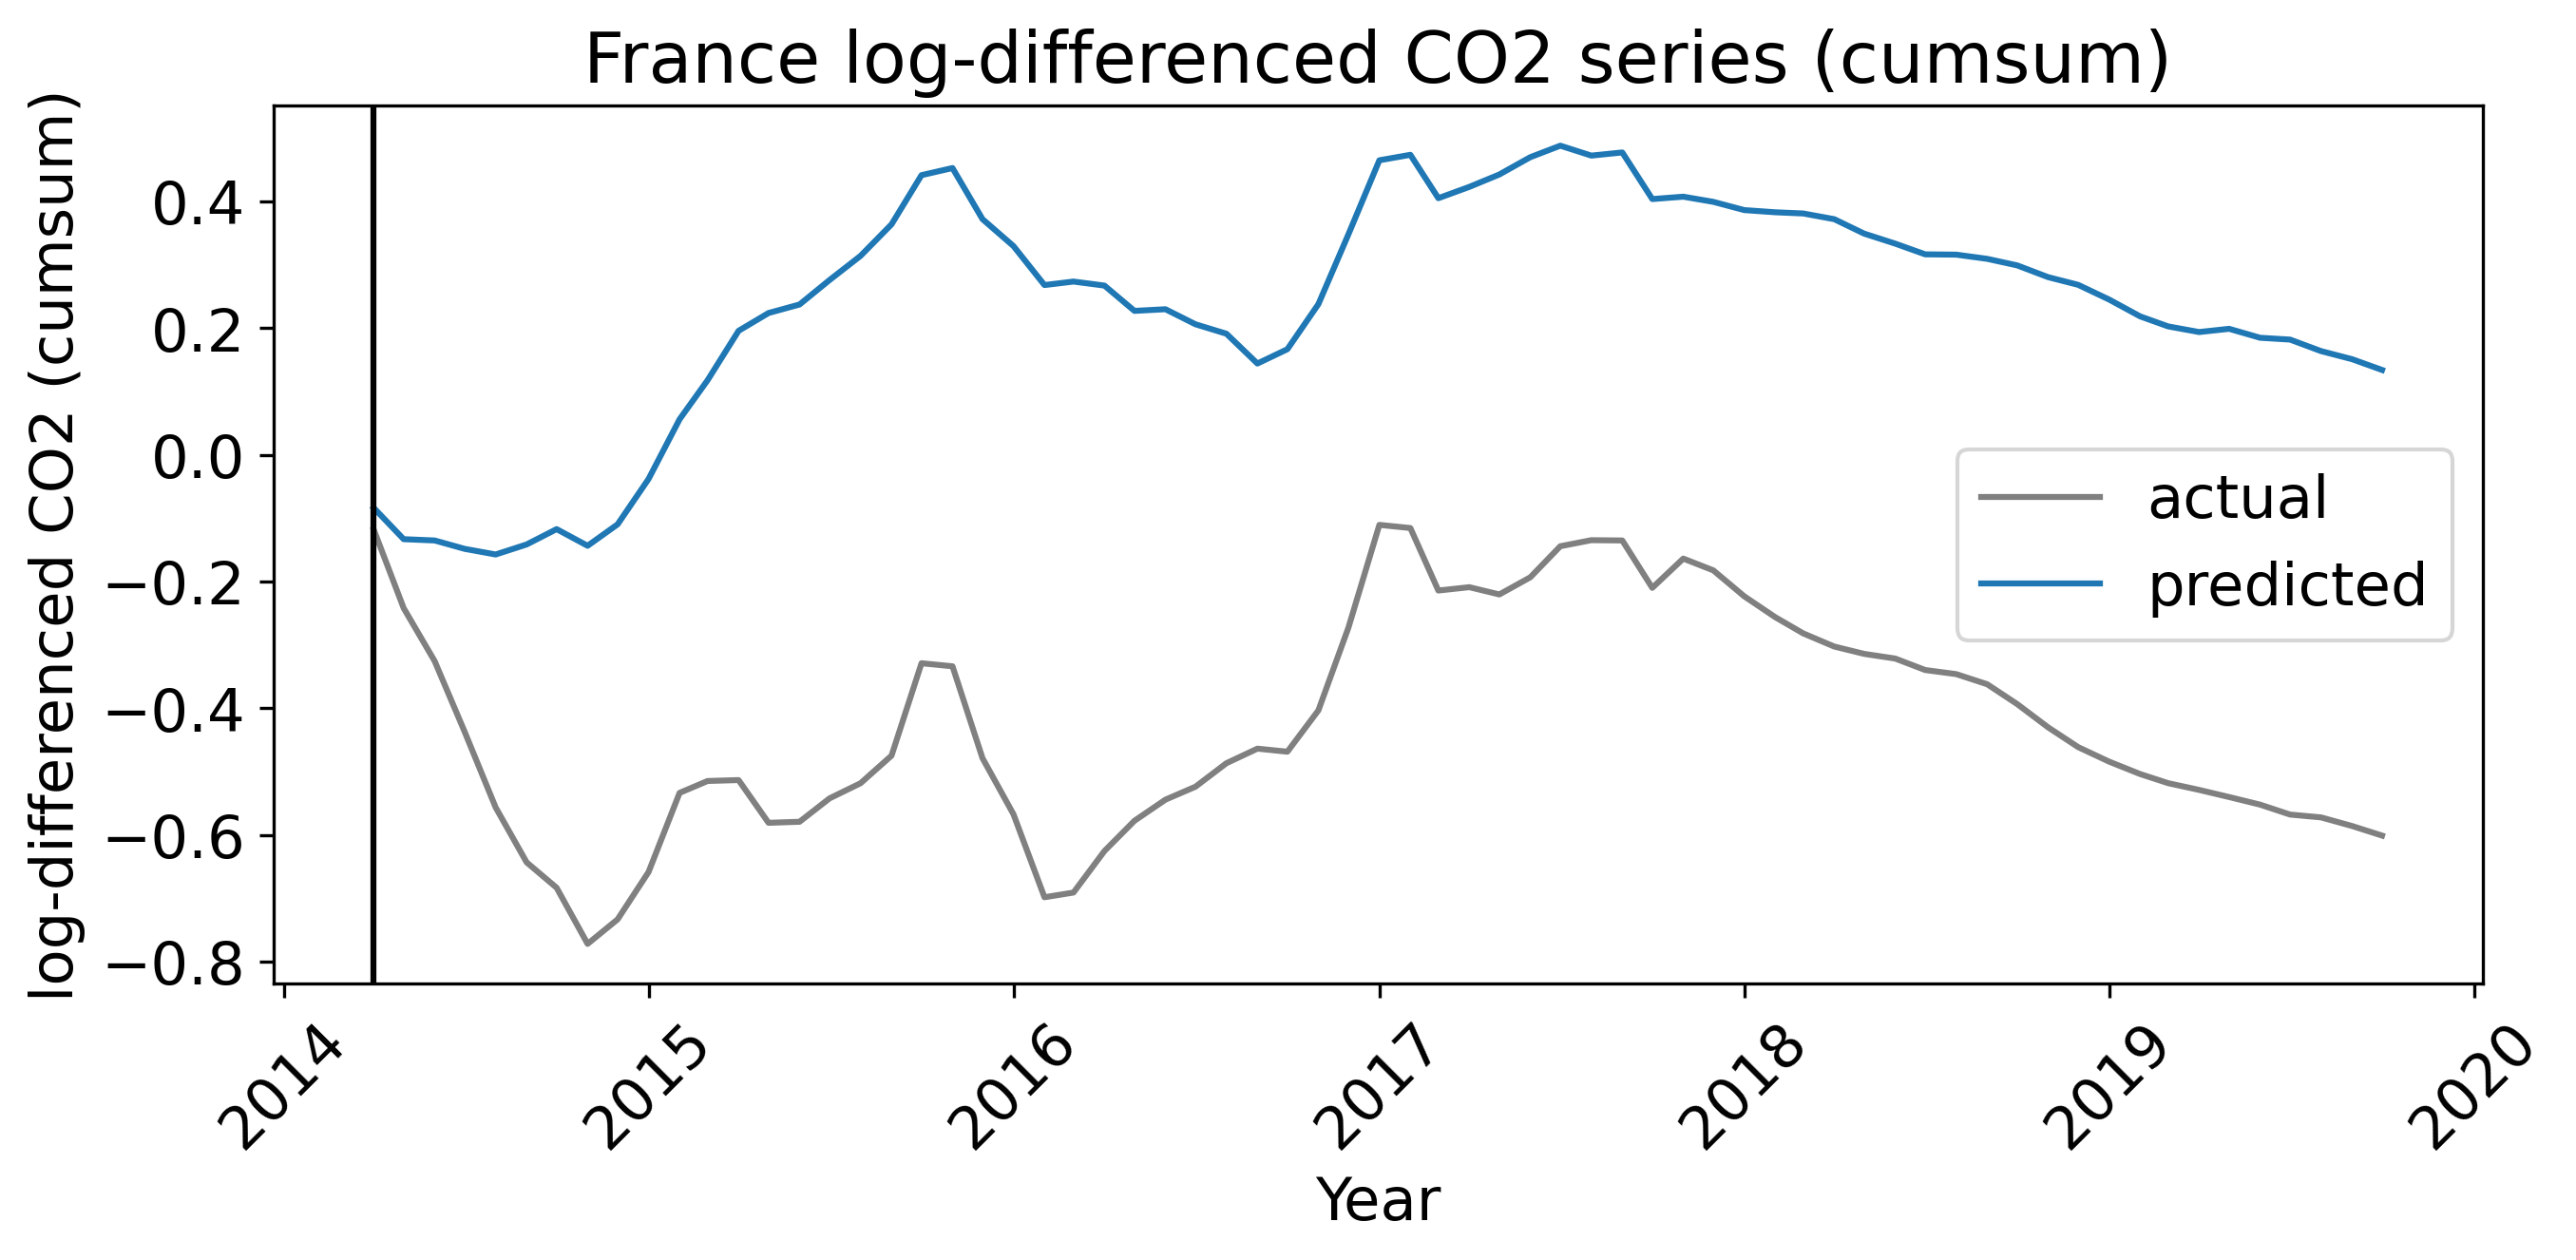 France log-differenced CO2 series (cumsum)
log-differenced CO2 (cumsum)
0.4
0.2
0.0
−0.2
−0.4
−0.6
−0.8
actual
predicted
2014
2015
2016
2017
2018
2019
2020
Year